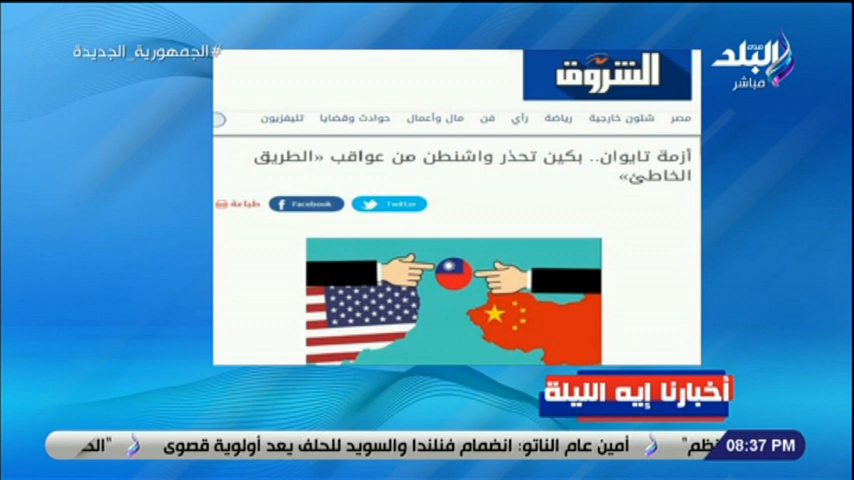 #الجمهورية_الجديدة
صدى
البلد
مباشر
الشروق
مصر شئون خارجية رياضة رأي فن مال وأعمال حوادث وقضايا تليفزيون
أزمة تايوان.. بكين تحذر واشنطن من عواقب «الطريق
الخاطئ»
Twitter Facebook طباعة
أخبارنا إيه الليلة
08:37 PM نظم" أمين عام الناتو: انضمام فنلندا والسويد للحلف يعد أولوية قصوى "الص